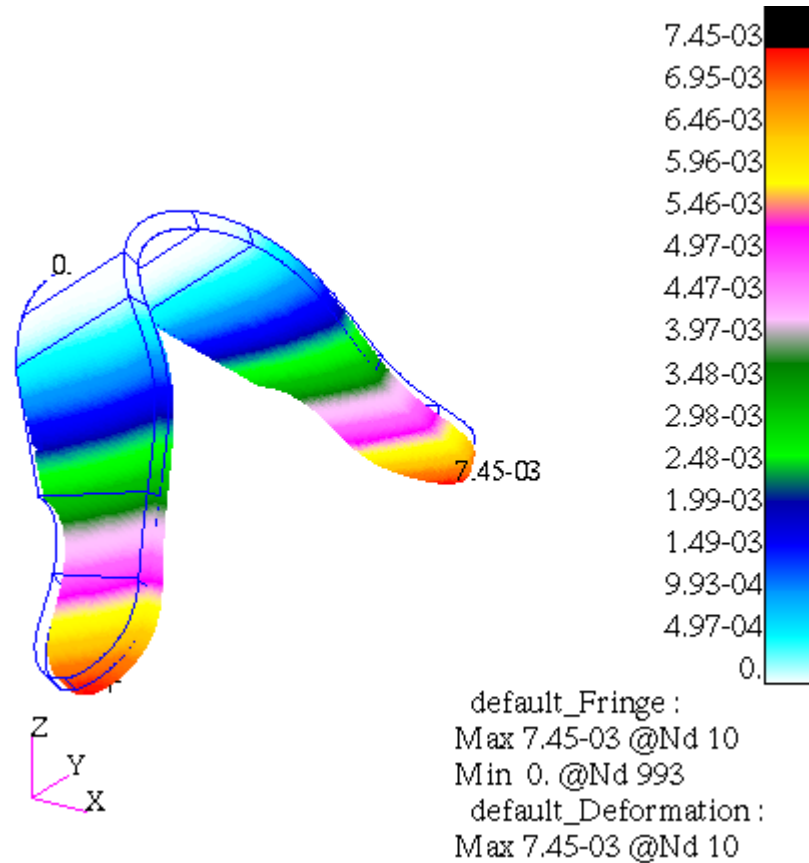 7.45-03
6.95-03
6.46-03
5.96-03
5.46-03
4.97-03
4.47-03
3.97-03
3.48-03
2.98-03
2.48-03
1.99-03
1.49-03
9.93-04
4.97-04
0.
0.
7.45-03
Z
Y
X
default_Fringe :
Max 7.45-03 @Nd 10
Min 0. @Nd 993
default_Deformation :
Max 7.45-03 @Nd 10